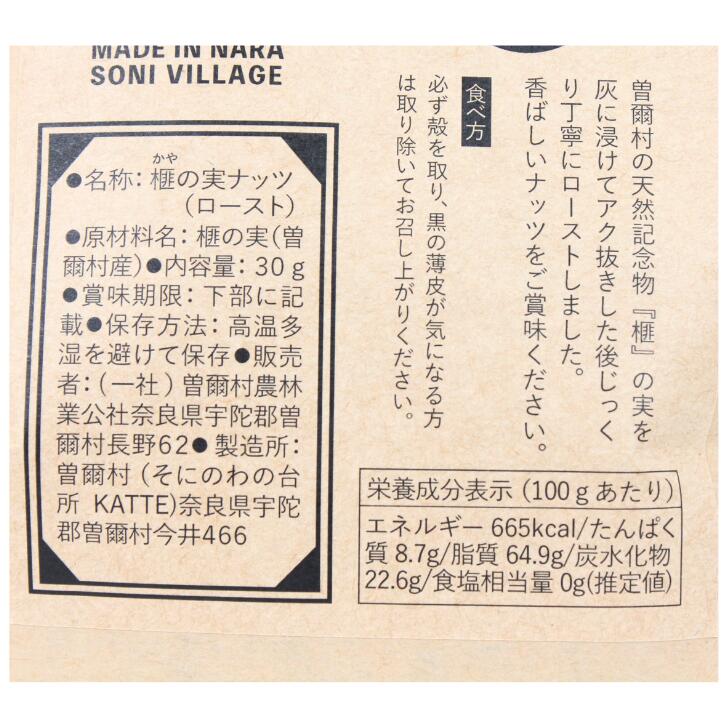 MADE IN NARA
SONI VILLAGE
かや
●名称：榧の実ナッツ
（ロースト）
●原材料名：榧の実（曽
爾村産）●内容量：30ｇ
●賞味期限：下部に記
載●保存方法：高温多
湿を避けて保存●販売
者：（一社）曽爾村農林
業公社奈良県宇陀郡曽
爾村長野62●製造所：
曽爾村（そにのわの台
所 KATTE）奈良県宇陀
郡曽爾村今井466
曽爾村の天然記念物『榧』の実を
灰に浸けてアク抜きした後じっく
り丁寧にローストしました。
香ばしいナッツをご賞味ください。
食べ方
必ず殻を取り、黒の薄皮が気になる方
は取り除いてお召し上がりください。
栄養成分表示（100ｇあたり）
エネルギー 665kcal/たんぱく
質 8.7g/脂質 64.9g/炭水化物
22.6g/食塩相当量 0g(推定値)